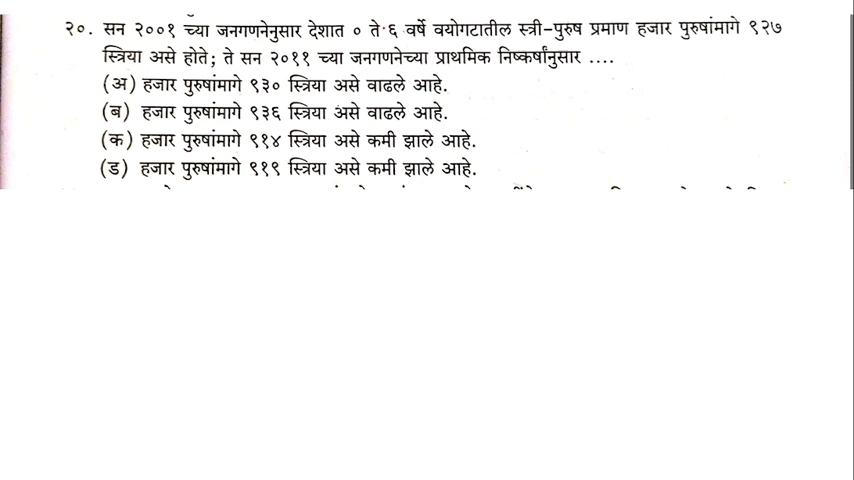 २०. सन २००१ च्या जनगणनेनुसार देशात ० ते ६ वर्षे वयोगटातील स्त्री-पुरुष प्रमाण हजार पुरुषांमागे ९२७
स्त्रिया असे होते; ते सन २०११ च्या जनगणनेच्या प्राथमिक निष्कर्षांनुसार ....
(अ) हजार पुरुषांमागे ९३० स्त्रिया असे वाढले आहे.
(ब) हजार पुरुषांमागे ९३६ स्त्रिया असे वाढले आहे.
(क) हजार पुरुषांमागे ९१४ स्त्रिया असे कमी झाले आहे.
(ड) हजार पुरुषांमागे ९१९ स्त्रिया असे कमी झाले आहे.